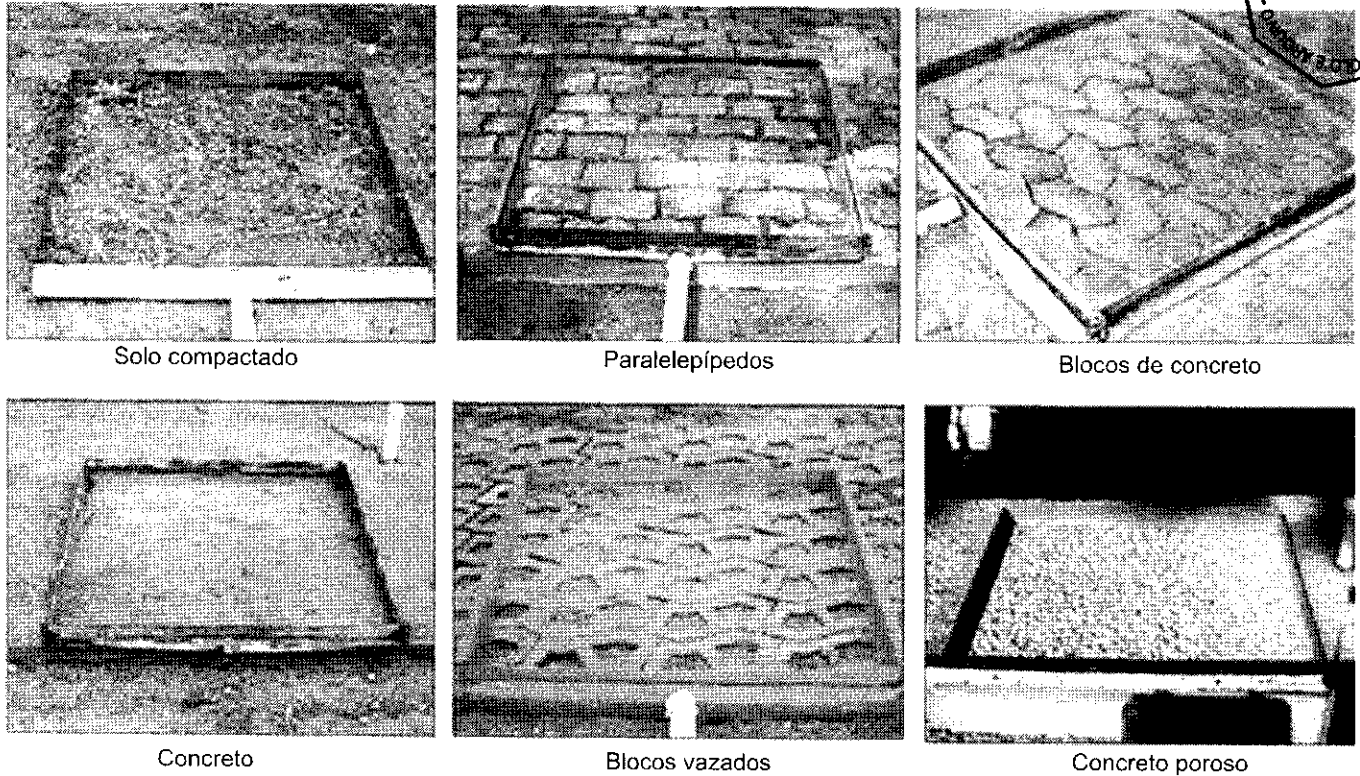 Solo compactado
Paralelepípedos
Blocos de concreto
Concreto
Blocos vazados
Concreto poroso